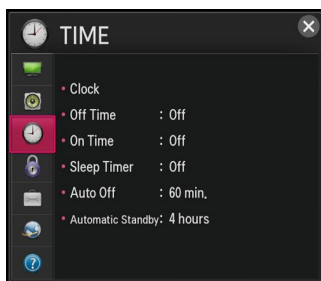 TIME
• Clock
• Off Time : Off
• On Time : Off
• Sleep Timer : Off
• Auto Off : 60 min.
• Automatic Standby: 4 hours
?